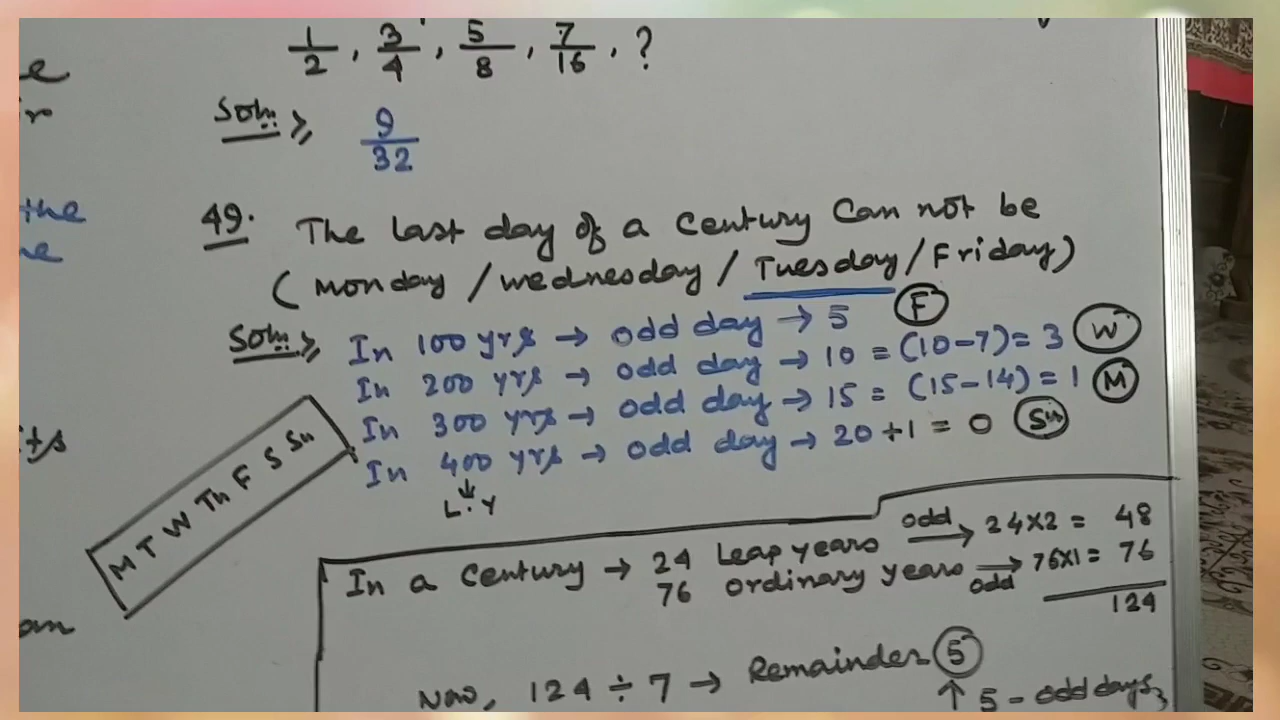 1/2, 3/4, 5/8, 7/16, ?
Soln. ⇒ 9/32
the
49. The last day of a century can not be
(Monday/Wednesday/Tuesday/Friday)
Soln. ⇒ In 100 yrs → odd day → 5 (F)
In 200 yrs → odd day → 10 = (10-7) = 3 (W)
In 300 yrs → odd day → 15 = (15-14) = 1 (M)
In 400 yrs → odd day → 20+1 = 0 (Su)
↓
L.Y
M T W Th F S Su
In a century → 24 Leap years odd → 24×2 = 48
76 ordinary years → odd 76×1 = 76
124
Now, 124 ÷ 7 → Remainder (5)
↑ 5 - odd days